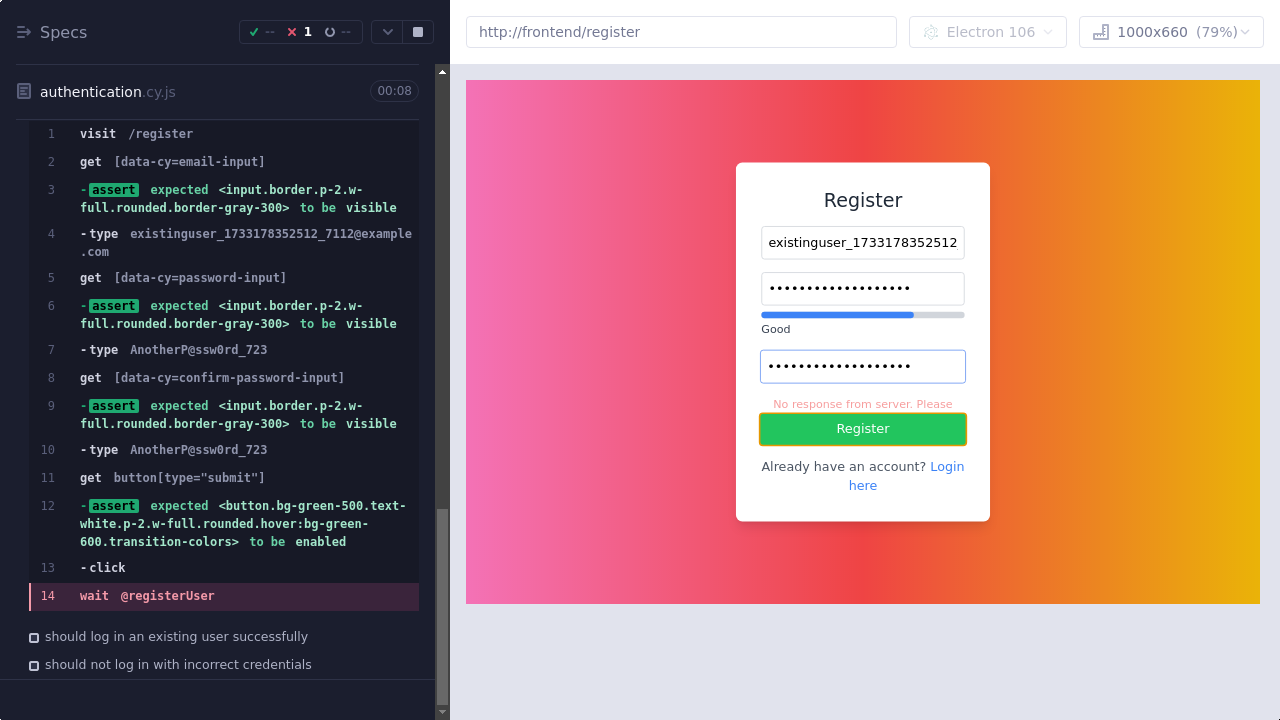 Specs
-- 1 --
authentication.cy.js
00:08
1 visit /register
2 get [data-cy=email-input]
3 -assert expected <input.border.p-2.w-
full.rounded.border-gray-300> to be visible
4 -type existinguser_1733178352512_7112@example
.com
5 get [data-cy=password-input]
6 -assert expected <input.border.p-2.w-
full.rounded.border-gray-300> to be visible
7 -type AnotherP@ssw0rd_723
8 get [data-cy=confirm-password-input]
9 -assert expected <input.border.p-2.w-
full.rounded.border-gray-300> to be visible
10 -type AnotherP@ssw0rd_723
11 get button[type="submit"]
12 -assert expected <button.bg-green-500.text-
white.p-2.w-full.rounded.hover:bg-green-
600.transition-colors> to be enabled
13 -click
14 wait @registerUser
should log in an existing user successfully
should not log in with incorrect credentials
http://frontend/register
Electron 106
1000x660 (79%)
Register
existinguser_1733178352512
•••••••••••••••••••
Good
•••••••••••••••••••
No response from server. Please
Register
Already have an account? Login
here